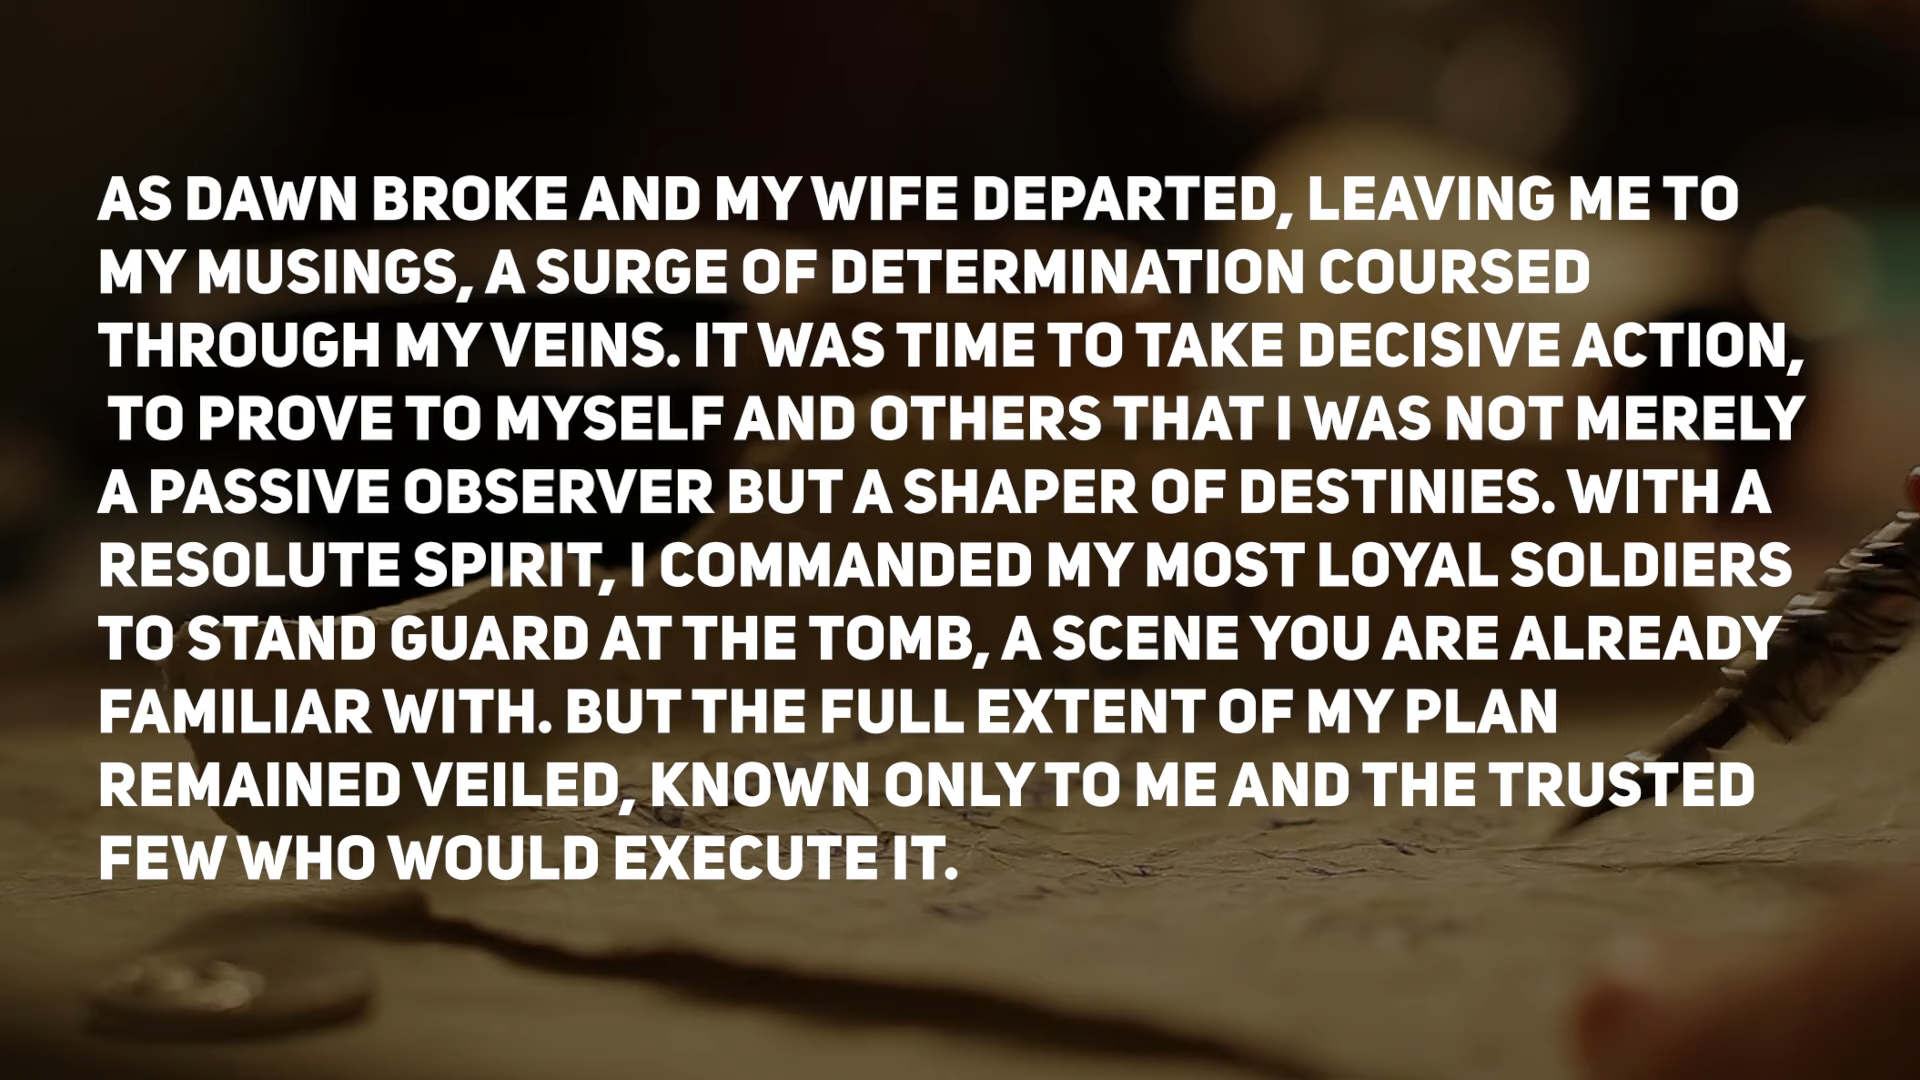 AS DAWN BROKE AND MY WIFE DEPARTED, LEAVING ME TO
MY MUSINGS, A SURGE OF DETERMINATION COURSED
THROUGH MY VEINS. IT WAS TIME TO TAKE DECISIVE ACTION,
TO PROVE TO MYSELF AND OTHERS THAT I WAS NOT MERELY
A PASSIVE OBSERVER BUT A SHAPER OF DESTINIES. WITH A
RESOLUTE SPIRIT, I COMMANDED MY MOST LOYAL SOLDIERS
TO STAND GUARD AT THE TOMB, A SCENE YOU ARE ALREADY
FAMILIAR WITH. BUT THE FULL EXTENT OF MY PLAN
REMAINED VEILED, KNOWN ONLY TO ME AND THE TRUSTED
FEW WHO WOULD EXECUTE IT.